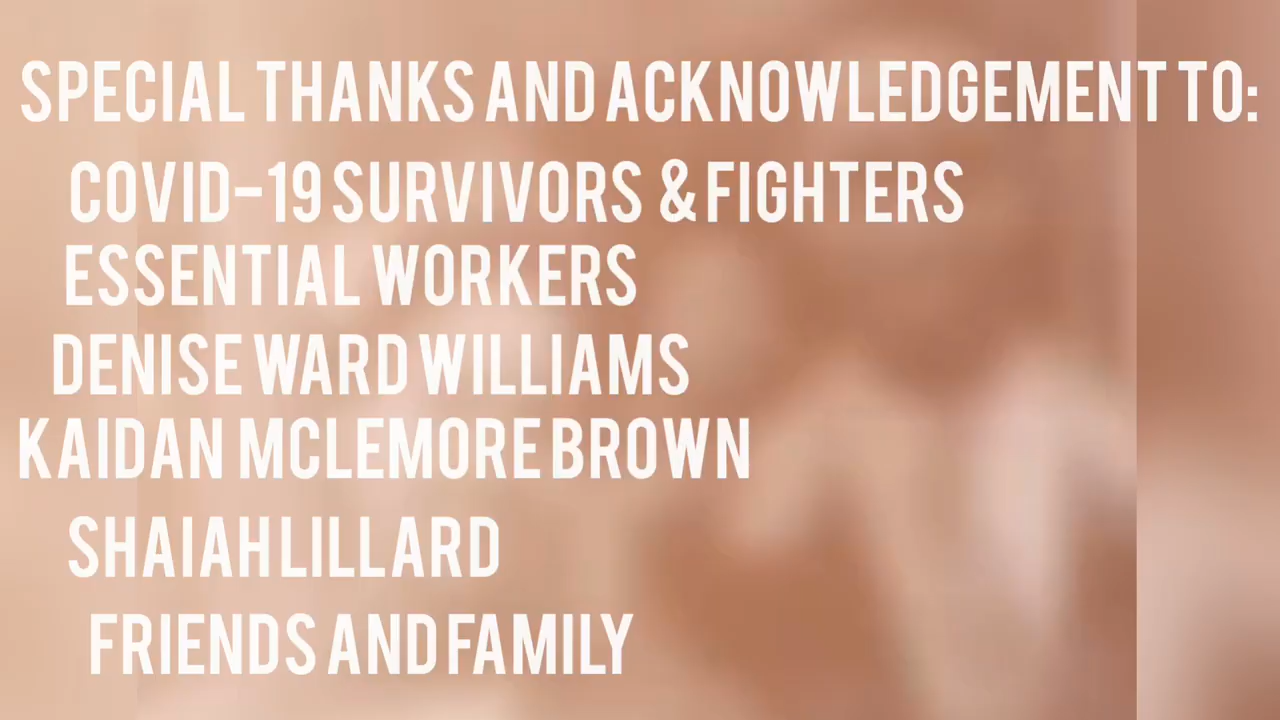 SPECIAL THANKS AND ACKNOWLEDGEMENT TO:
COVID-19 SURVIVORS & FIGHTERS
ESSENTIAL WORKERS
DENISE WARD WILLIAMS
KAIDAN MCLEMORE BROWN
SHAIAH LILLARD
FRIENDS AND FAMILY